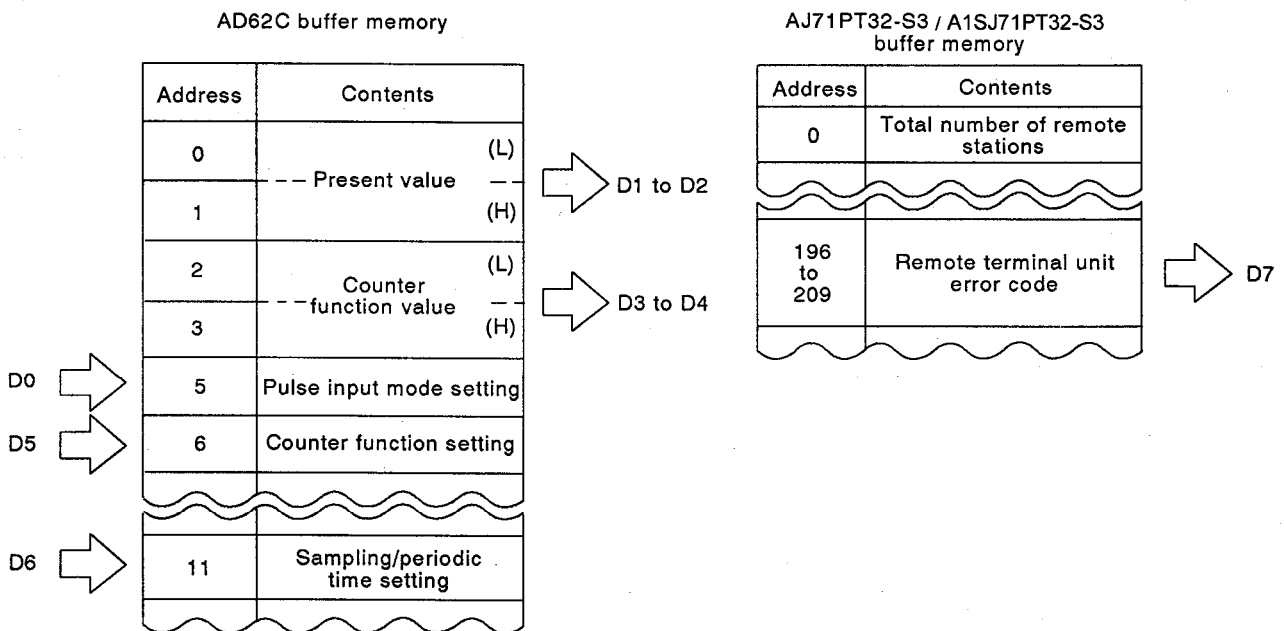 AD62C buffer memory
Address Contents
0 (L)
Present value
1 (H)
D1 to D2
2 (L)
Counter
function value
3 (H)
D3 to D4
D0 5 Pulse input mode setting
D5 6 Counter function setting
D6 11 Sampling/periodic
time setting
AJ71PT32-S3 / A1SJ71PT32-S3
buffer memory
Address Contents
0 Total number of remote
stations
196
to
209
Remote terminal unit
error code
D7